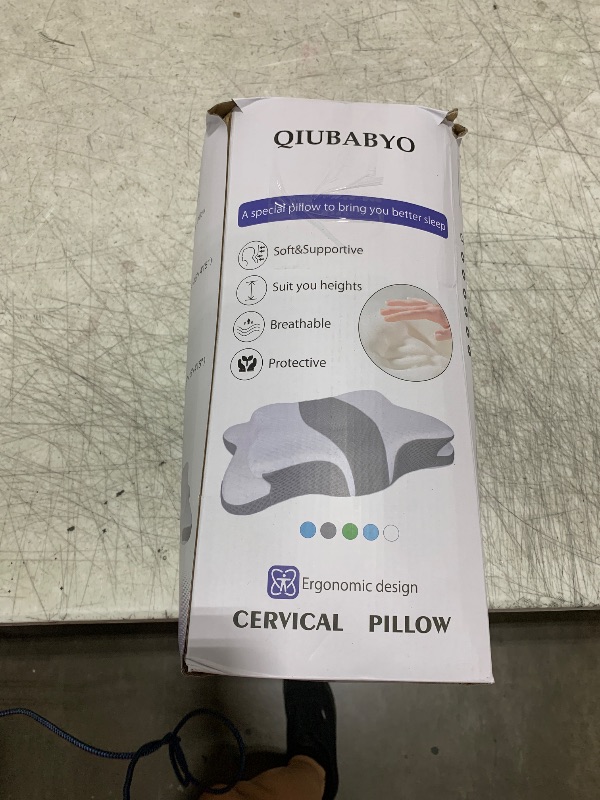 QIUBABYO
A special pillow to bring you better sleep
Soft&Supportive
Suit you heights
Breathable
Protective
Ergonomic design
CERVICAL PILLOW